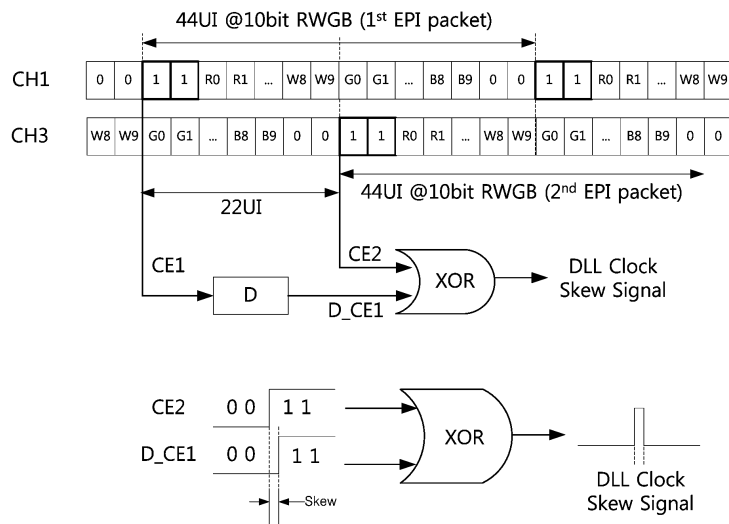 44UI @10bit RWGB (1st EPI packet)
CH1 0 0 1 1 R0 R1 ... W8 W9 G0 G1 ... B8 B9 0 0 1 1 R0 R1 ... W8 W9
CH3 W8 W9 G0 G1 ... B8 B9 0 0 1 1 R0 R1 ... W8 W9 G0 G1 ... B8 B9 0 0
22UI
44UI @10bit RWGB (2nd EPI packet)
CE1
CE2
D
D_CE1
XOR
DLL Clock
Skew Signal
CE2 0 0 1 1
D_CE1 0 0 1 1
XOR
Skew
DLL Clock
Skew Signal